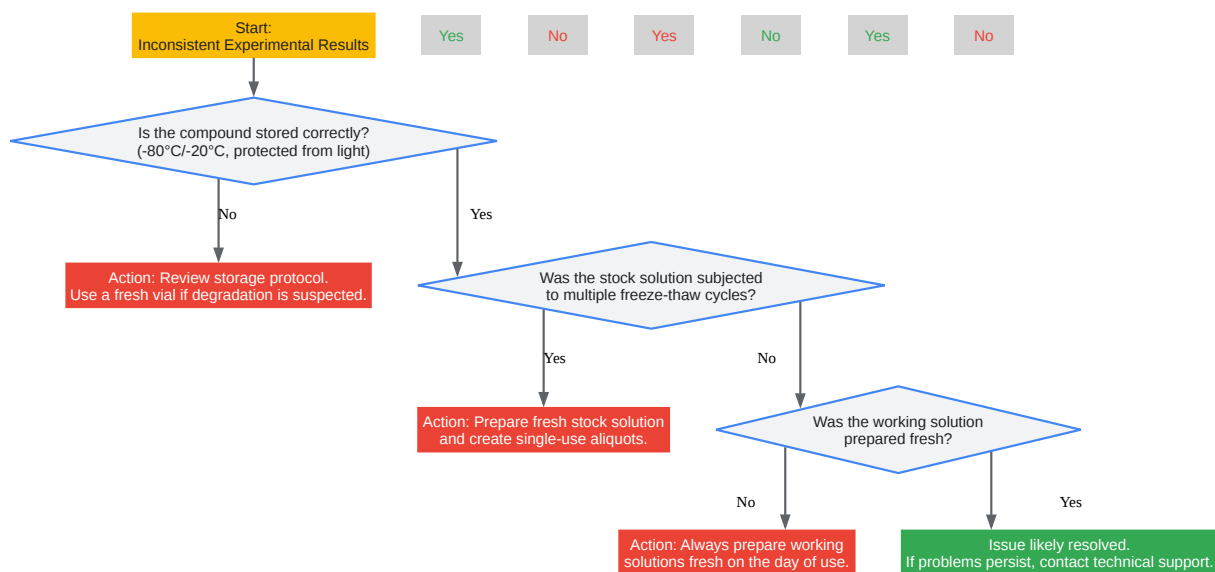 Start:
Inconsistent Experimental Results
Yes
No
Yes
No
Yes
No
Is the compound stored correctly?
(-80°C/-20°C, protected from light)
No
Yes
Action: Review storage protocol.
Use a fresh vial if degradation is suspected.
Was the stock solution subjected
to multiple freeze-thaw cycles?
Yes
No
Action: Prepare fresh stock solution
and create single-use aliquots.
Was the working solution
prepared fresh?
No
Yes
Action: Always prepare working
solutions fresh on the day of use.
Issue likely resolved.
If problems persist, contact technical support.